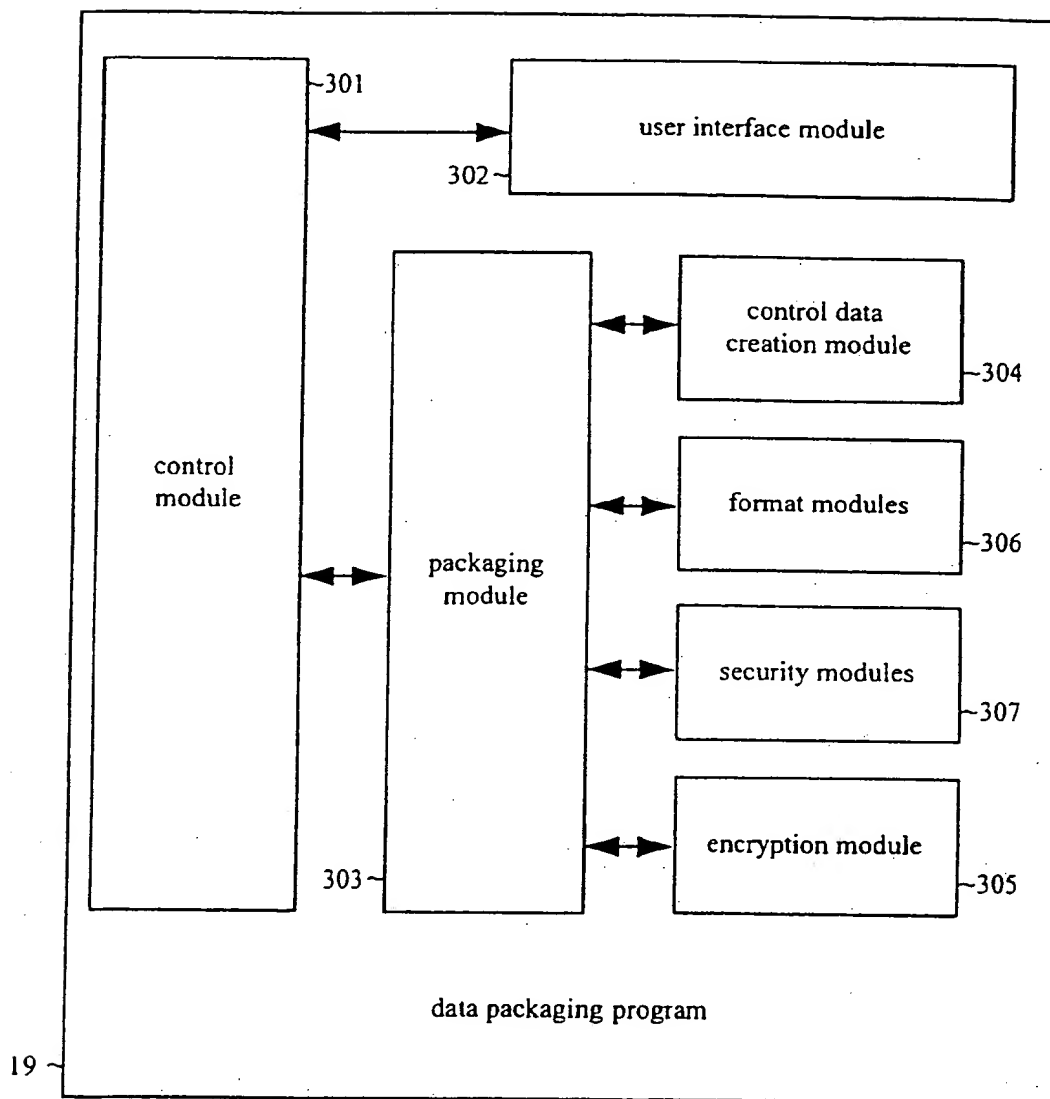 301
user interface module
302
control data
creation module
304
control
module
format modules
306
packaging
module
security modules
307
encryption module
303
305
data packaging program
19